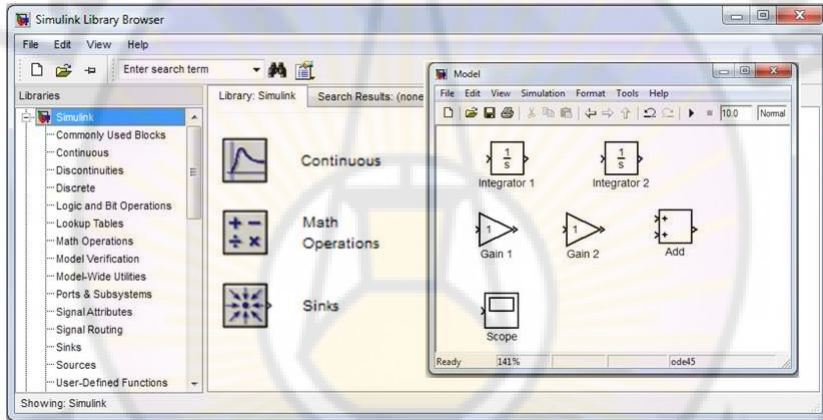 Simulink Library Browser
File Edit View Help
Enter search term
Libraries
Simulink
Commonly Used Blocks
Continuous
Discontinuities
Discrete
Logic and Bit Operations
Lookup Tables
Math Operations
Model Verification
Model-Wide Utilities
Ports & Subsystems
Signal Attributes
Signal Routing
Sinks
Sources
User-Defined Functions
Showing: Simulink
Library: Simulink
Search Results: (none
Continuous
Math
Operations
Sinks
Model
File Edit View Simulation Format Tools Help
10.0 Normal
1
s
Integrator 1
1
s
Integrator 2
1
Gain 1
1
Gain 2
+
+
Add
Scope
Ready 141% ode45